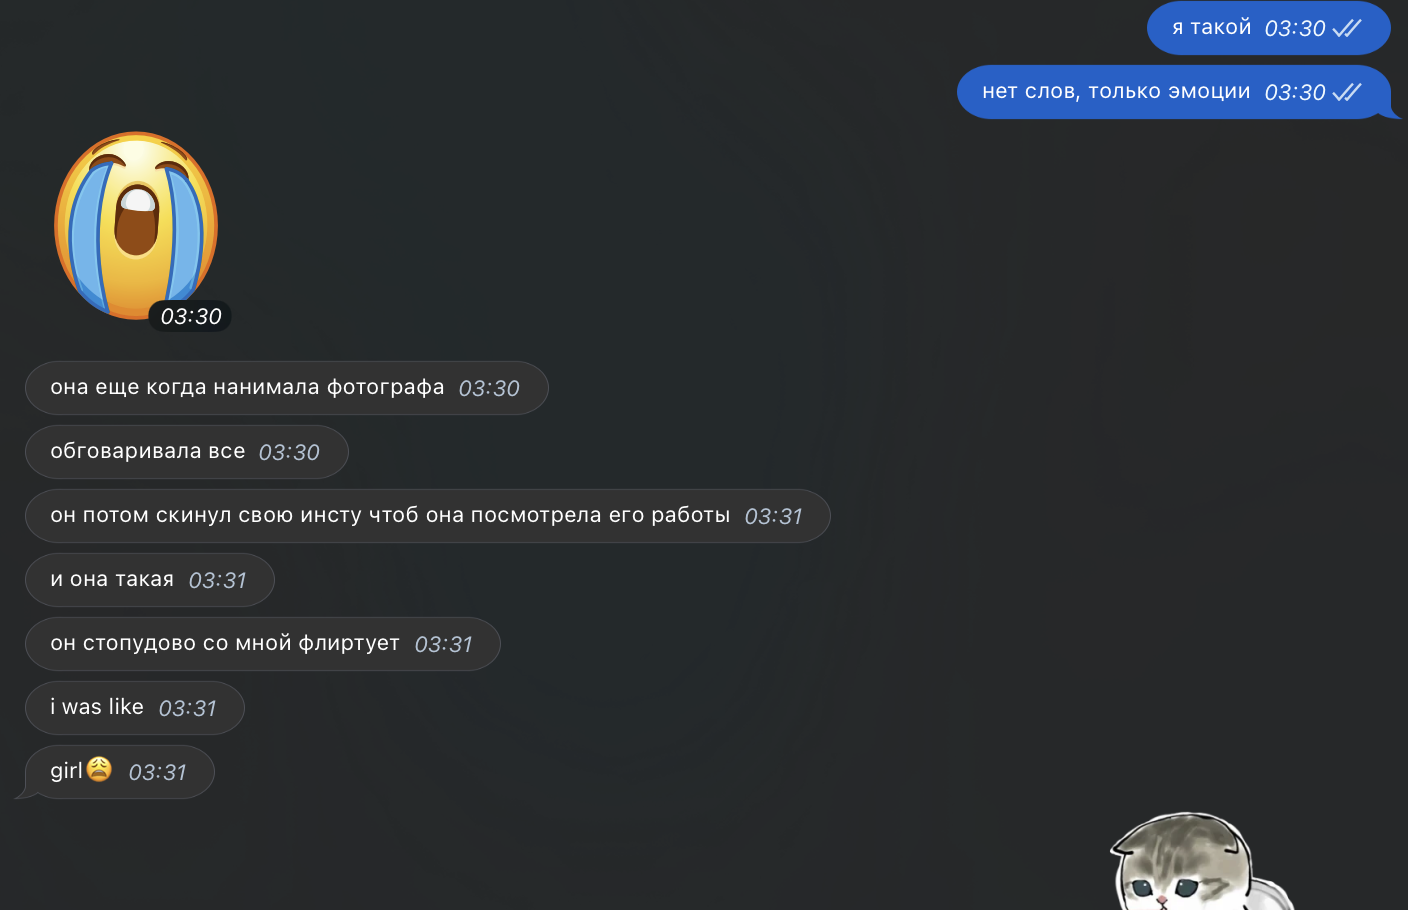 я такой 03:30
нет слов, только эмоции 03:30
03:30
она еще когда нанимала фотографа 03:30
обговаривала все 03:30
он потом скинул свою инсту чтоб она посмотрела его работы 03:31
и она такая 03:31
он стопудово со мной флиртует 03:31
i was like 03:31
girl😩 03:31